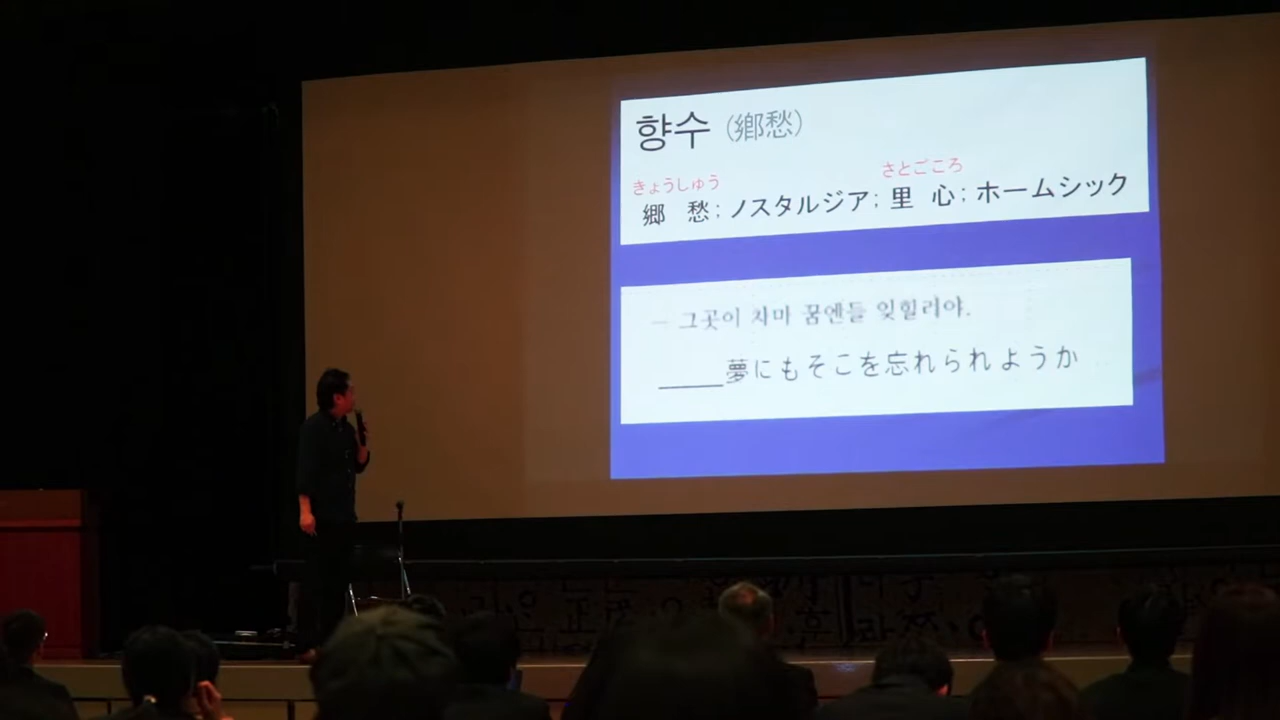 향수 (鄕愁)
きょうしゅう さとごころ
郷 愁; ノスタルジア; 里 心; ホームシック
— 그곳이 차마 꿈엔들 잊힐리야.
____夢にもそこを忘れられようか